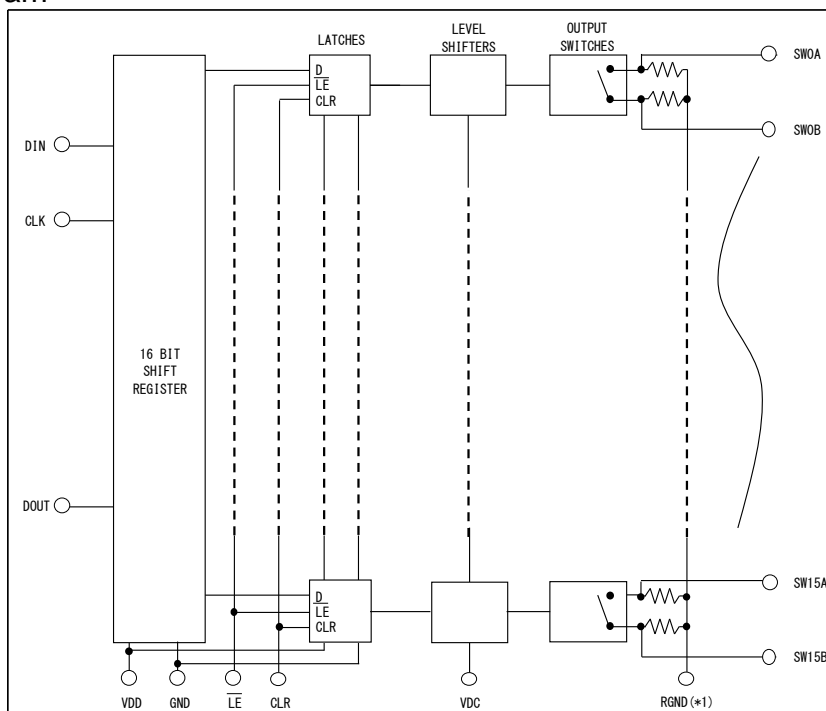 am
LATCHES
LEVEL
SHIFTERS
OUTPUT
SWITCHES
D
LE
CLR
SW0A
SW0B
DIN
CLK
16 BIT
SHIFT
REGISTER
DOUT
D
LE
CLR
SW15A
SW15B
VDD
GND
LE
CLR
VDC
RGND(*1)